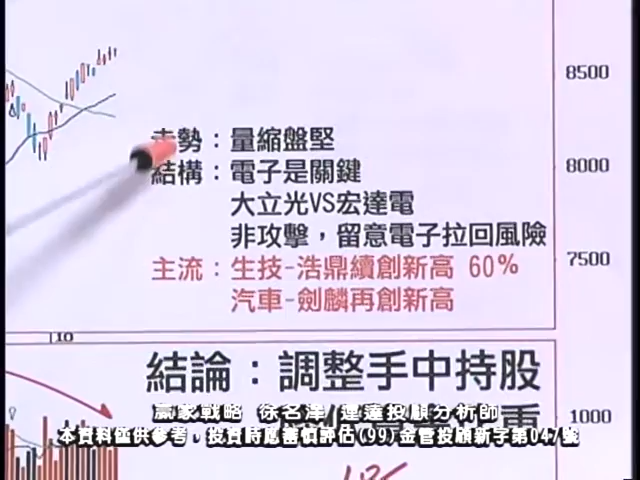 8500
走勢：量縮盤堅
8000
結構：電子是關鍵
大立光VS宏達電
非攻擊，留意電子拉回風險
7500
主流：生技-浩鼎續創新高 60%
汽車-劍麟再創新高
10
結論：調整手中持股
1000
贏家戰略 徐名濬 運達投顧分析師
本資料僅供參考，投資時應審慎評估(99)金管投顧新字第047號